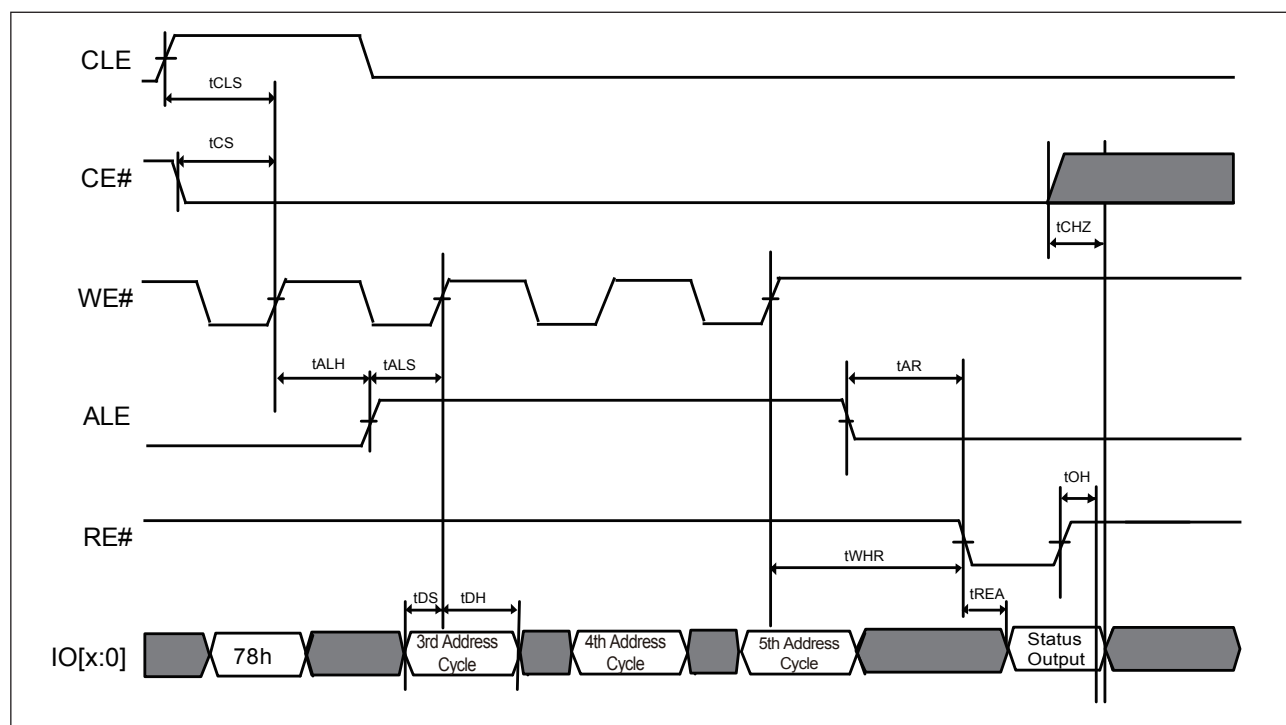 CLE
tCLS
tCS
CE#
tCHZ
WE#
tALH
tALS
tAR
ALE
tOH
RE#
tWHR
tREA
tDS
tDH
IO[x:0]
78h
3rd Address
Cycle
4th Address
Cycle
5th Address
Cycle
Status
Output